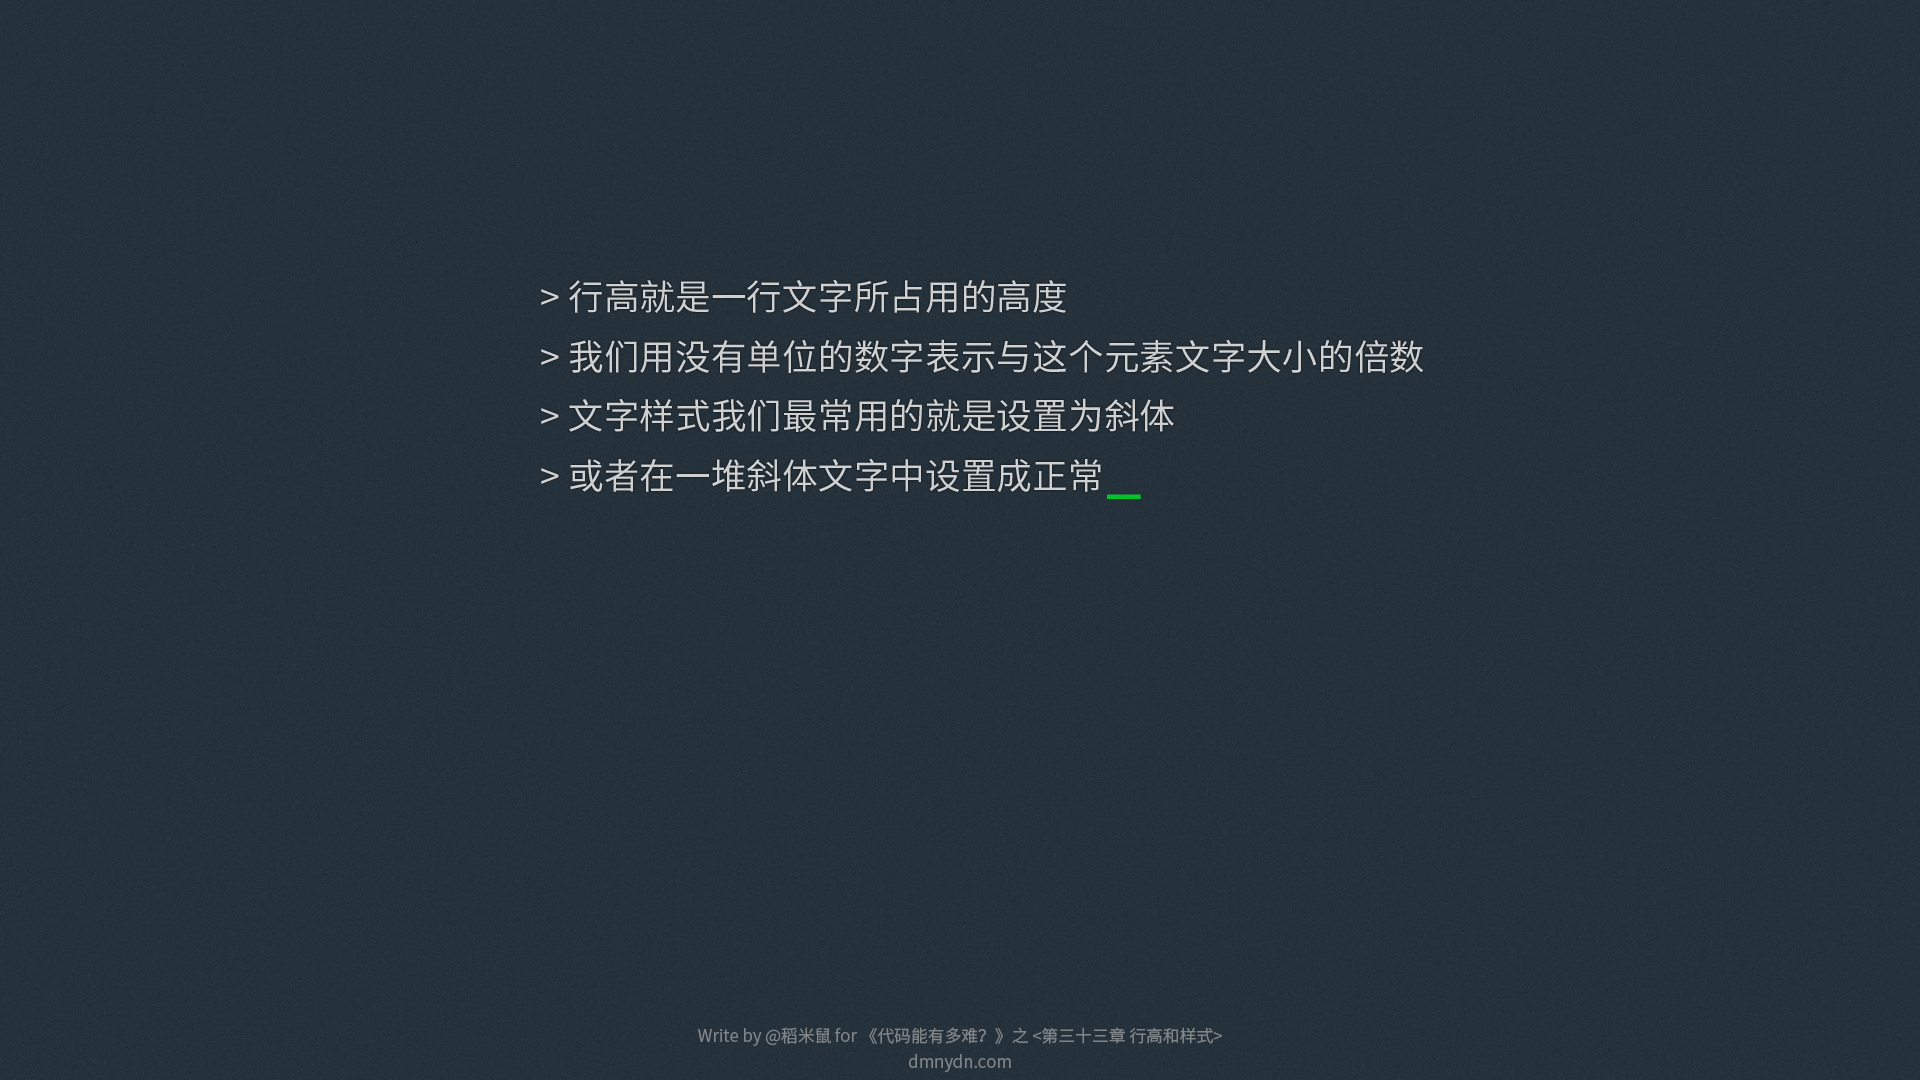 > 行高就是一行文字所占用的高度
> 我们用没有单位的数字表示与这个元素文字大小的倍数
> 文字样式我们最常用的就是设置为斜体
> 或者在一堆斜体文字中设置成正常
Write by @稻米鼠 for 《代码能有多难？》之 <第三十三章 行高和样式>
dmnydn.com